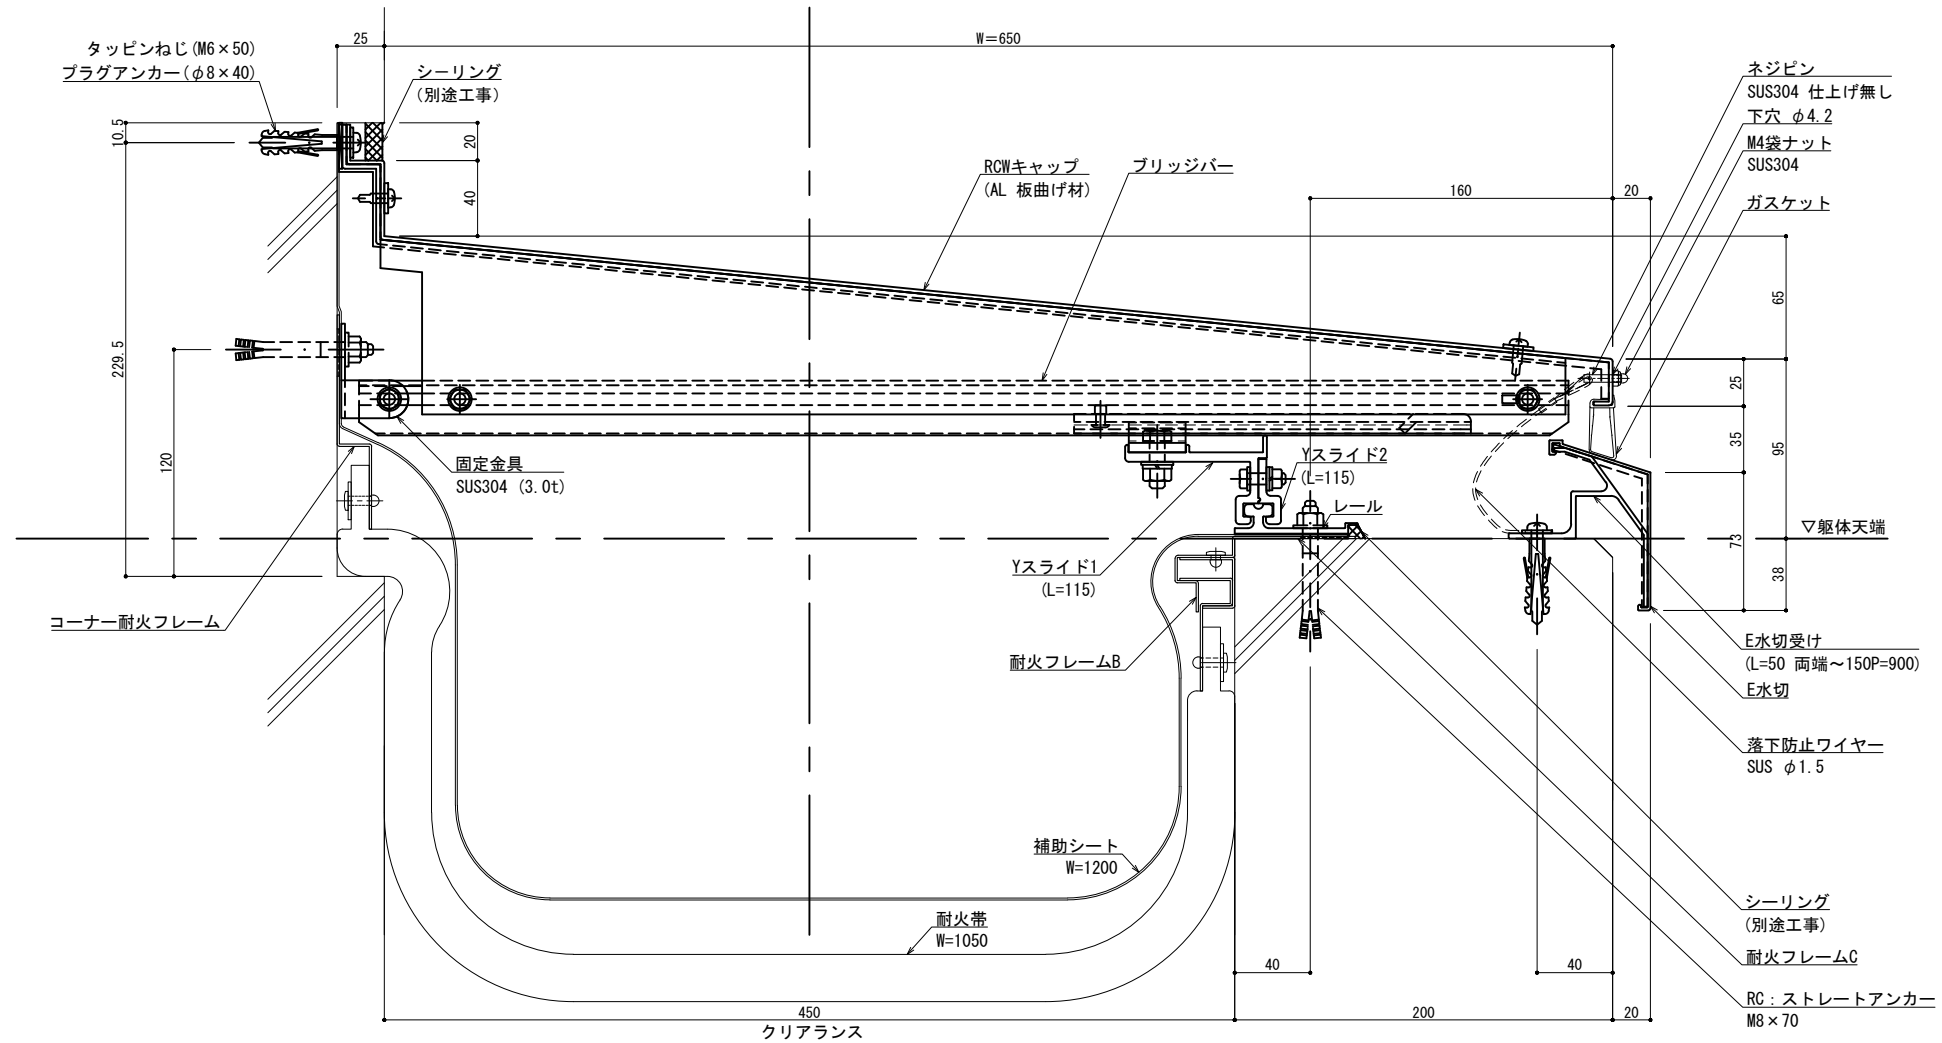 タッピンねじ(M6×50)
プラグアンカー(φ8×40)
シーリング
(別途工事)
25
W=650
10.5
20
40
229.5
120
RCWキャップ
(AL 板曲げ材)
ブリッジバー
160
20
ネジピン
SUS304 仕上げ無し
下穴 φ4.2
M4袋ナット
SUS304
ガスケット
65
25
35
95
73
38
▽躯体天端
固定金具
SUS304 (3.0t)
Yスライド2
(L=115)
レール
Yスライド1
(L=115)
コーナー耐火フレーム
耐火フレームB
E水切受け
(L=50 両端～150P=900)
E水切
落下防止ワイヤー
SUS φ1.5
補助シート
W=1200
耐火帯
W=1050
シーリング
(別途工事)
耐火フレームC
RC：ストレートアンカー
M8×70
40
40
450
クリアランス
200
20